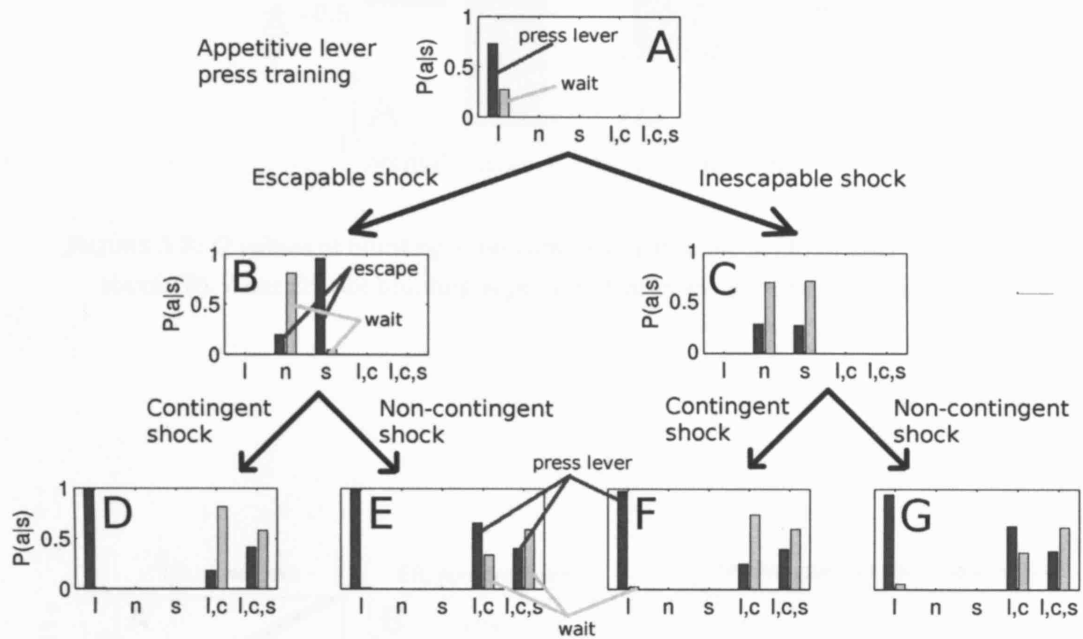 Appetitive lever
press training
P(a|s)
1
0.5
0
press lever
wait
A
l n s l,c l,c,s
Escapable shock
Inescapable shock
P(a|s)
1
0.5
0
B
escape
wait
l n s l,c l,c,s
P(a|s)
1
0.5
0
C
l n s l,c l,c,s
Contingent
shock
Non-contingent
shock
Contingent
shock
Non-contingent
shock
press lever
P(a|s)
1
0.5
0
D
l n s l,c l,c,s
E
l n s l,c l,c,s
F
l n s l,c l,c,s
G
l n s l,c l,c,s
wait